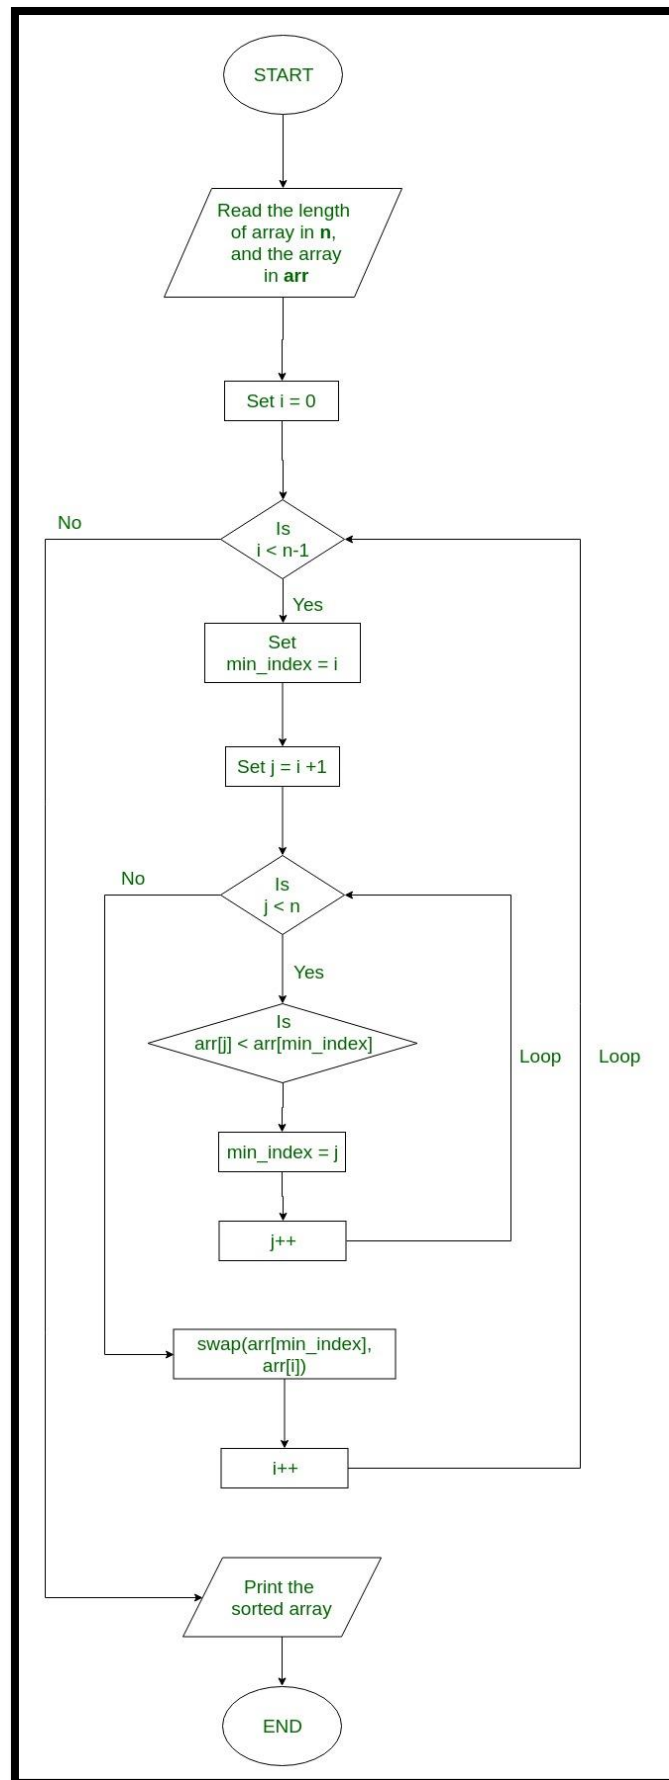 START
Read the length
of array in n,
and the array
in arr
Set i = 0
No
Is
i < n-1
Yes
Set
min_index = i
Set j = i +1
No
Is
j < n
Yes
Is
arr[j] < arr[min_index]
Loop
Loop
min_index = j
j++
swap(arr[min_index],
arr[i])
i++
Print the
sorted array
END